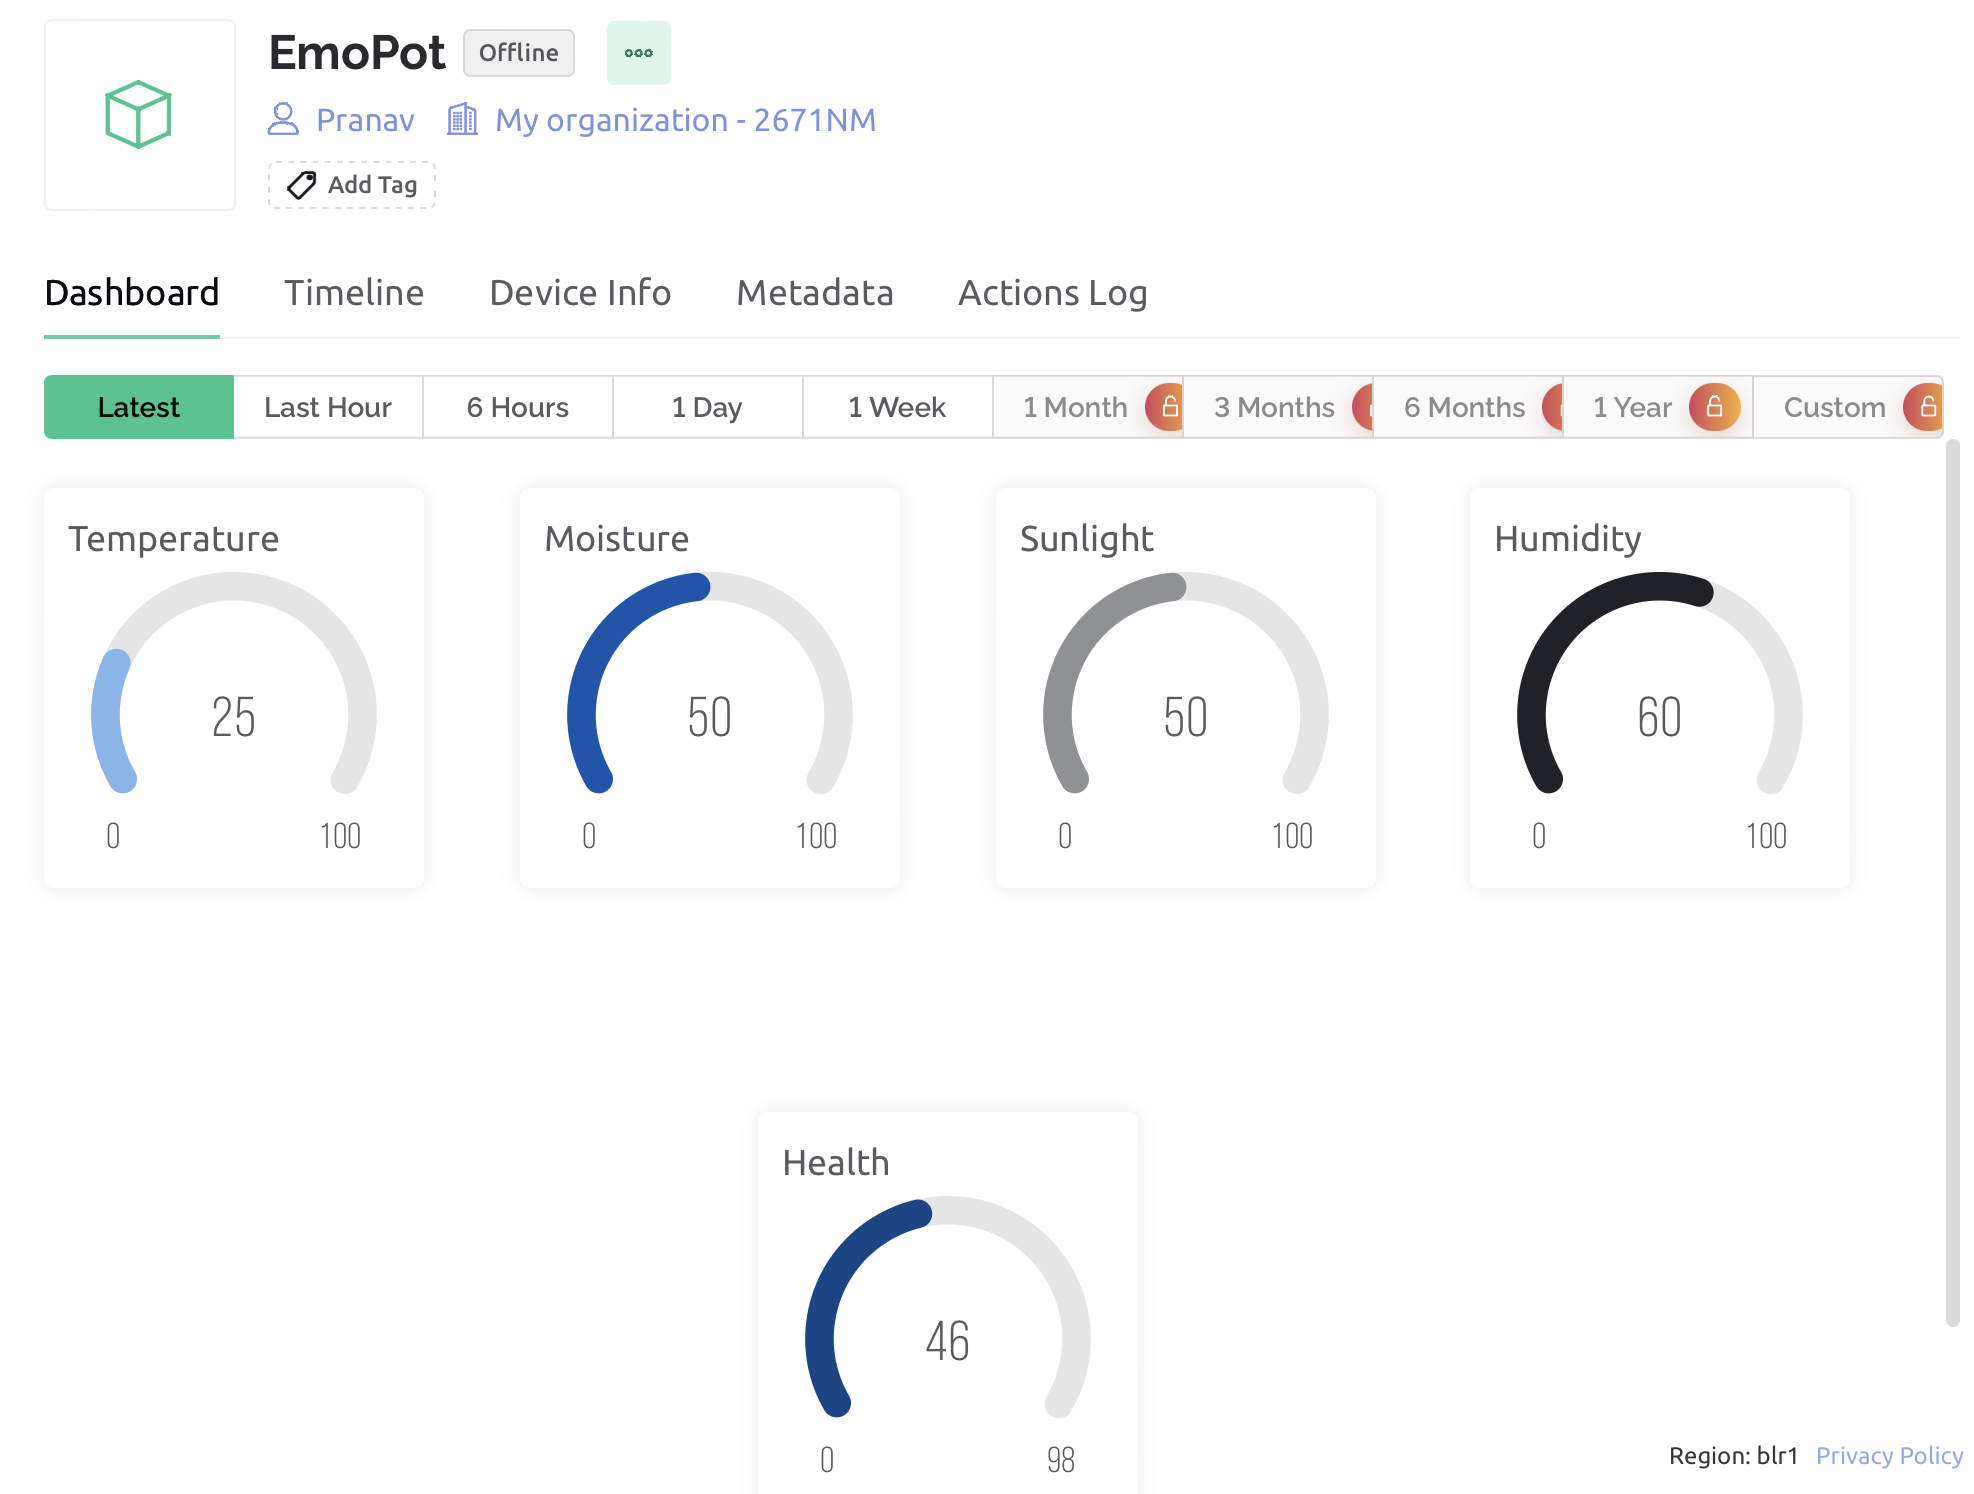 EmoPot Offline
Pranav My organization - 2671NM
Add Tag
Dashboard Timeline Device Info Metadata Actions Log
Latest Last Hour 6 Hours 1 Day 1 Week 1 Month 3 Months 6 Months 1 Year Custom
Temperature Moisture Sunlight Humidity
25 50 50 60
0 100 0 100 0 100 0 100
Health
46
0 98
Region: blr1 Privacy Policy